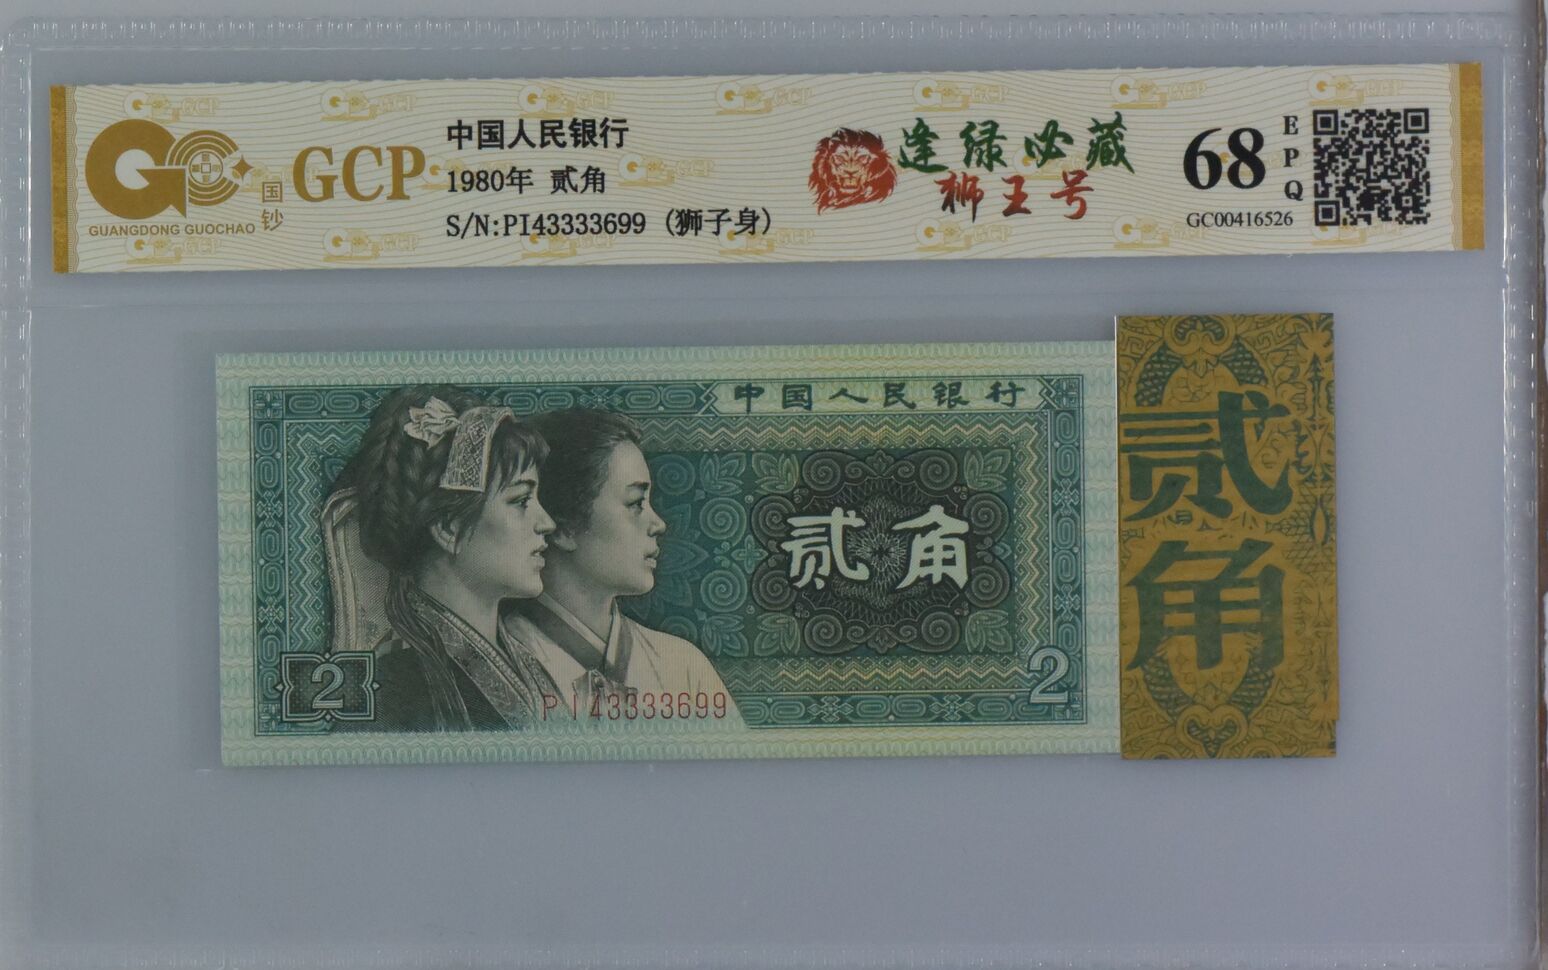 GCP
GUANGDONG GUOCHAO
国钞
中国人民银行
1980年 贰角
S/N:PI43333699 (狮子身)
逢绿必藏
狮王号
68
EPQ
GC00416526
中国人民银行
贰角
2
2
PI43333699
贰角